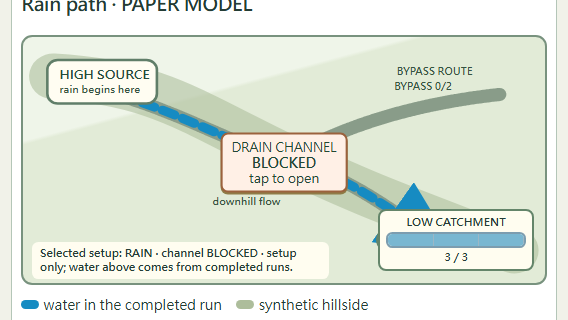 Rain path · PAPER MODEL
HIGH SOURCE
rain begins here
BYPASS ROUTE
BYPASS 0/2
DRAIN CHANNEL
BLOCKED
tap to open
downhill flow
LOW CATCHMENT
3 / 3
Selected setup: RAIN · channel BLOCKED · setup
only; water above comes from completed runs.
water in the completed run
synthetic hillside